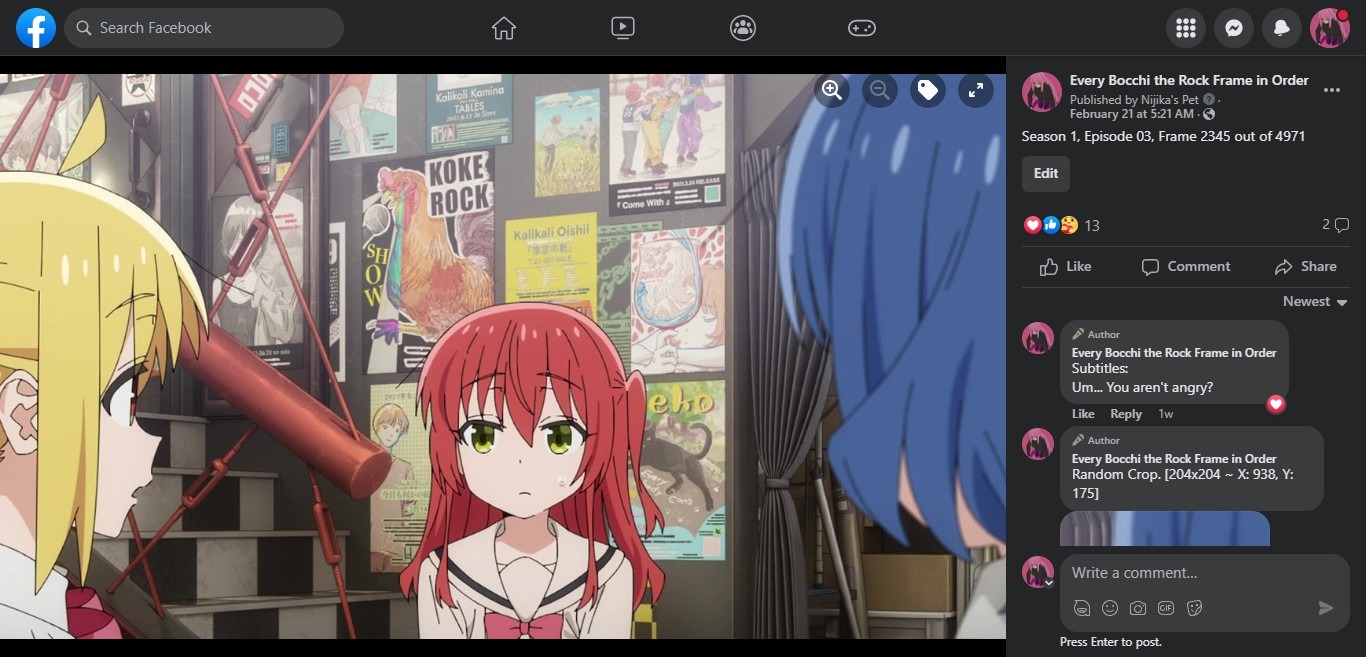 Search Facebook
Kalikali Kamina
TABLES
KOKE
ROCK
SH
OW
Kalikali Oishii
Come With a
eko
Every Bocchi the Rock Frame in Order
Published by Nijika's Pet
February 21 at 5:21 AM
Season 1, Episode 03, Frame 2345 out of 4971
Edit
13
2
Like
Comment
Share
Newest
Author
Every Bocchi the Rock Frame in Order
Subtitles:
Um... You aren't angry?
Like Reply 1w
Author
Every Bocchi the Rock Frame in Order
Random Crop. [204x204 ~ X: 938, Y:
175]
Write a comment...
GIF
Press Enter to post.